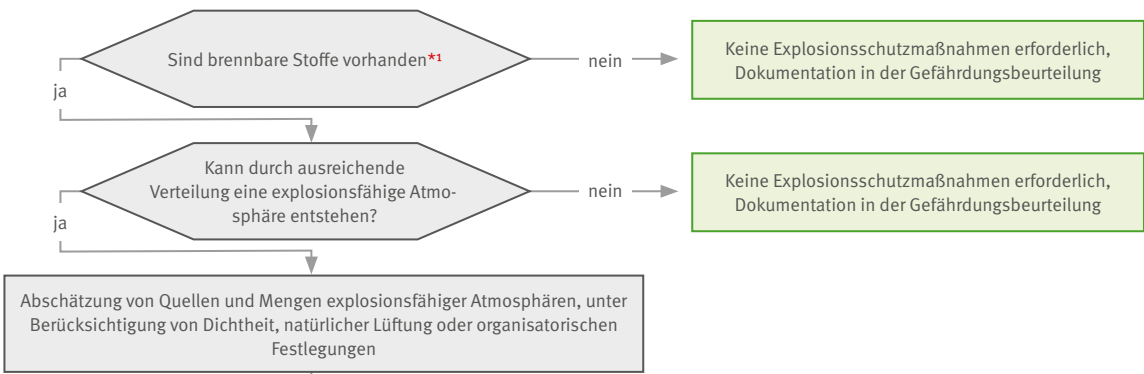 Sind brennbare Stoffe vorhanden*¹
nein
Keine Explosionsschutzmaßnahmen erforderlich,
Dokumentation in der Gefährdungsbeurteilung
ja
Kann durch ausreichende
Verteilung eine explosionsfähige Atmo-
sphäre entstehen?
nein
Keine Explosionsschutzmaßnahmen erforderlich,
Dokumentation in der Gefährdungsbeurteilung
ja
Abschätzung von Quellen und Mengen explosionsfähiger Atmosphären, unter
Berücksichtigung von Dichtheit, natürlicher Lüftung oder organisatorischen
Festlegungen